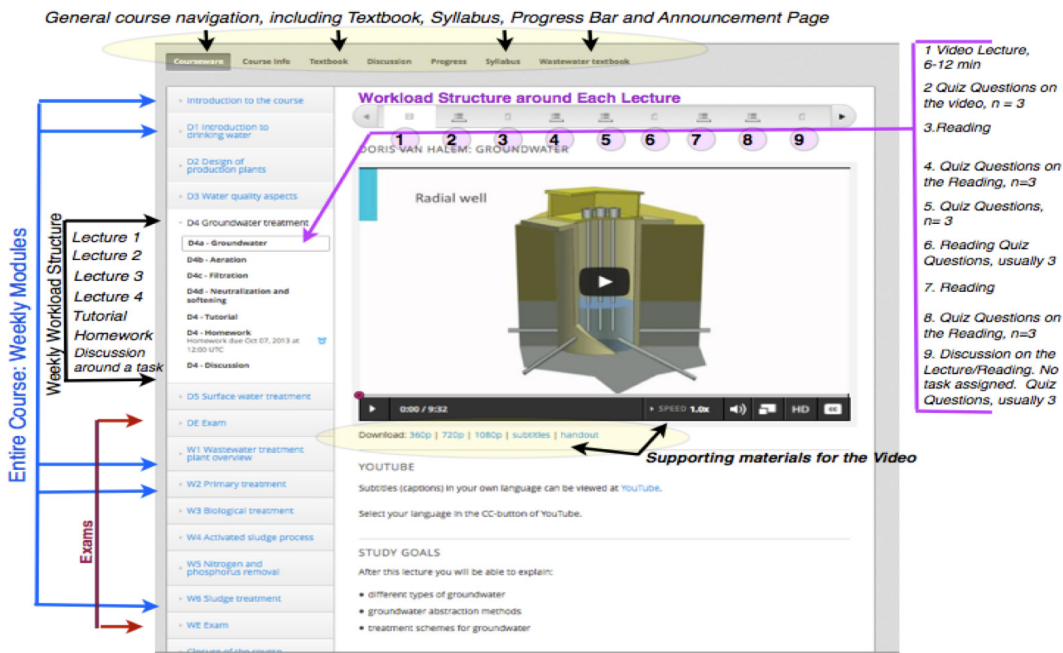 General course navigation, including Textbook, Syllabus, Progress Bar and Announcement Page
Courseware Course Info Textbook Discussion Progress Syllabus Wastewater textbook
Entire Course: Weekly Modules
Weekly Workload Structure
Lecture 1
Lecture 2
Lecture 3
Lecture 4
Tutorial
Homework
Discussion
around a task
Exams
Introduction to the course
D1 Introduction to
drinking water
D2 Design of
production plants
D3 Water quality aspects
D4 Groundwater treatment
D4a - Groundwater
D4b - Aeration
D4c - Filtration
D4d - Neutralization and
softening
D4 - Tutorial
D4 - Homework
Homework due Oct 07, 2013 at
12:00 UTC
D4 - Discussion
D5 Surface water treatment
DE Exam
W1 Wastewater treatment
plant overview
W2 Primary treatment
W3 Biological treatment
W4 Activated sludge process
W5 Nitrogen and
phosphorus removal
W6 Sludge treatment
WE Exam
Closure of the course
Workload Structure around Each Lecture
1 2 3 4 5 6 7 8 9
DORIS VAN HALEM: GROUNDWATER
Radial well
0:00 / 9:32 SPEED 1.0x HD CC
Download: 360p | 720p | 1080p | subtitles | handout
Supporting materials for the Video
YOUTUBE
Subtitles (captions) in your own language can be viewed at YouTube.
Select your language in the CC-button of YouTube.
STUDY GOALS
After this lecture you will be able to explain:
• different types of groundwater
• groundwater abstraction methods
• treatment schemes for groundwater
1 Video Lecture,
6-12 min
2 Quiz Questions on
the video, n = 3
3.Reading
4. Quiz Questions on
the Reading, n=3
5. Quiz Questions,
n= 3
6. Reading Quiz
Questions, usually 3
7. Reading
8. Quiz Questions on
the Reading, n=3
9. Discussion on the
Lecture/Reading. No
task assigned. Quiz
Questions, usually 3